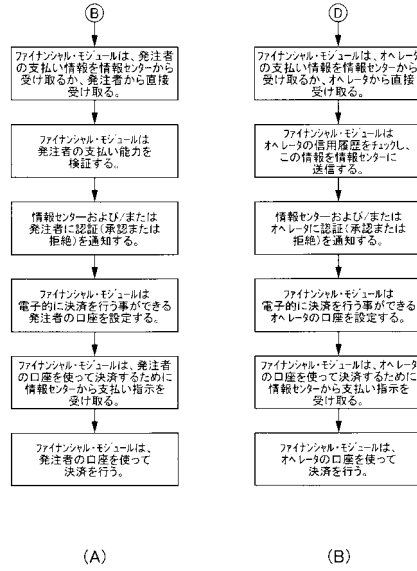 B
ファイナンシャル・モジュールは、発注者
の支払い情報を情報センターから
受け取るか、発注者から直接
受け取る。
ファイナンシャル・モジュールは
発注者の支払い能力を
検証する。
情報センターおよび/または
発注者に認証(承認または
拒絶)を通知する。
ファイナンシャル・モジュールは
電子的に決済を行う事ができる
発注者の口座を設定する。
ファイナンシャル・モジュールは、発注者
の口座を使って決済するために
情報センターから支払い指示を
受け取る。
ファイナンシャル・モジュールは、
発注者の口座を使って
決済を行う。
(A)
D
ファイナンシャル・モジュールは、オペレータ
の支払い情報を情報センターから
受け取るか、オペレータから直接
受け取る。
ファイナンシャル・モジュールは
オペレータの信用履歴をチェックし、
この情報を情報センターに
送信する。
情報センターおよび/または
オペレータに認証(承認または
拒絶)を通知する。
ファイナンシャル・モジュールは
電子的に決済を行う事ができる
オペレータの口座を設定する。
ファイナンシャル・モジュールは、オペレータ
の口座を使って決済するために
情報センターから支払い指示を
受け取る。
ファイナンシャル・モジュールは、
オペレータの口座を使って
決済を行う。
(B)